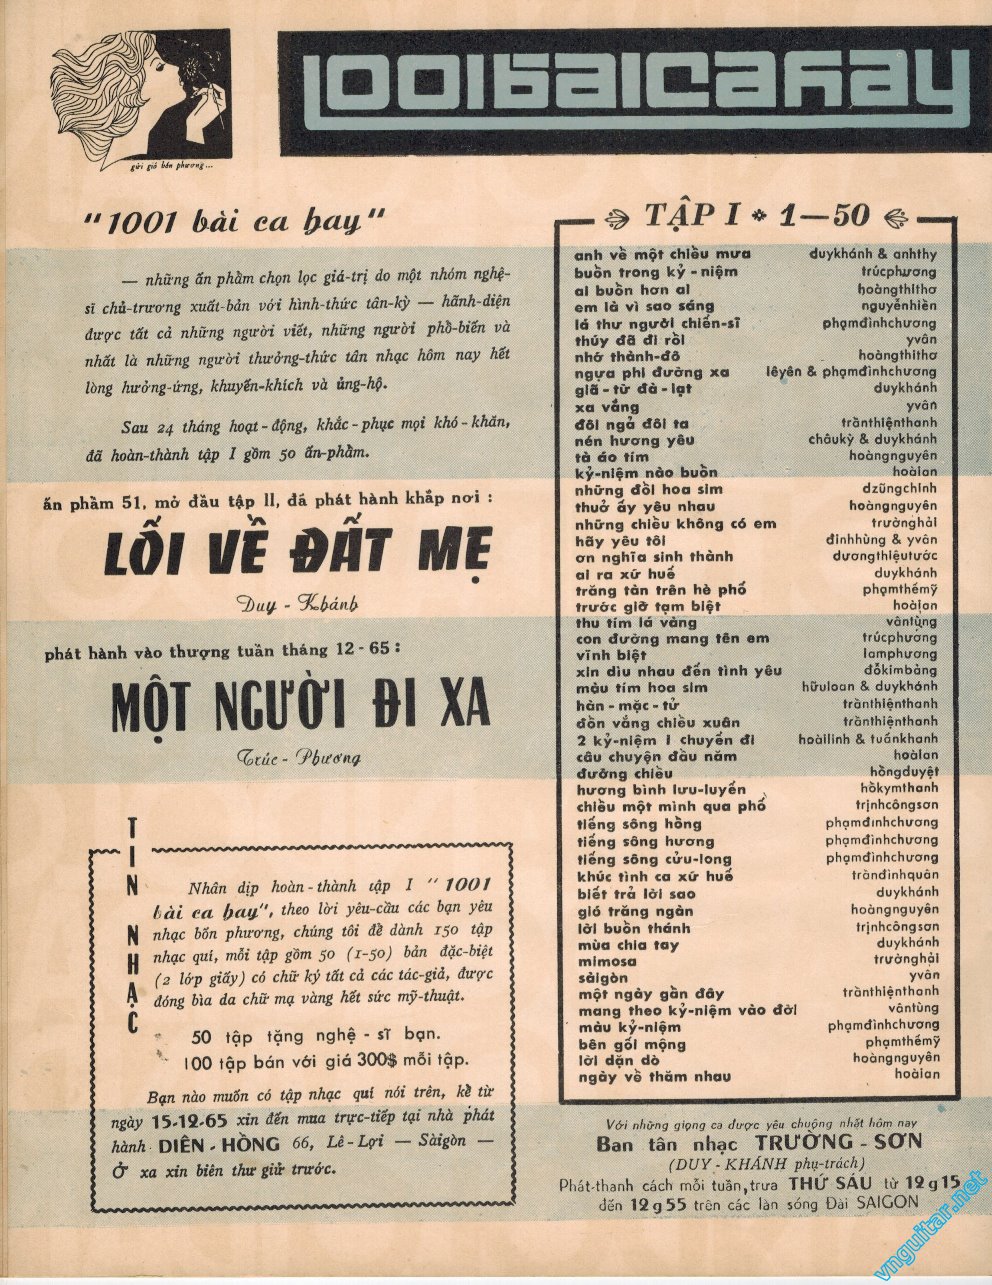 1001 bài ca hay
gửi gió bốn phương...
"1001 bài ca hay"
— những ấn phẩm chọn lọc giá-trị do một nhóm nghệ-
sĩ chủ-trương xuất-bản với hình-thức tân-kỳ — hãnh-diện
được tất cả những người viết, những người phổ-biến và
nhất là những người thưởng-thức tân nhạc hôm nay hết
lòng hưởng-ứng, khuyến-khích và ủng-hộ.
Sau 24 tháng hoạt-động, khắc-phục mọi khó-khăn,
đã hoàn-thành tập I gồm 50 ấn-phẩm.
ấn phẩm 51, mở đầu tập II, đã phát hành khắp nơi :
LỐI VỀ ĐẤT MẸ
Duy - Khánh
phát hành vào thượng tuần tháng 12 - 65 :
MỘT NGƯỜI ĐI XA
Trúc - Phương
TIN NHẠC
Nhân dịp hoàn-thành tập I "1001
bài ca hay", theo lời yêu-cầu các bạn yêu
nhạc bốn phương, chúng tôi để dành 150 tập
nhạc quí, mỗi tập gồm 50 (1-50) bản đặc-biệt
(2 lớp giấy) có chữ ký tất cả các tác-giả, được
đóng bìa da chữ mạ vàng hết sức mỹ-thuật.
50 tập tặng nghệ - sĩ bạn.
100 tập bán với giá 300$ mỗi tập.
Bạn nào muốn có tập nhạc quí nói trên, kể từ
ngày 15-12-65 xin đến mua trực-tiếp tại nhà phát
hành DIÊN - HỒNG 66, Lê-Lợi — Sàigòn —
Ở xa xin biên thư giữ trước.
TẬP I * 1—50
anh về một chiều mưa duykhánh & anhthy
buồn trong kỷ - niệm trúcphương
ai buồn hơn ai hoàngthithơ
em là vì sao sáng nguyễnhiền
lá thư người chiến-sĩ phạmđìnhchương
thúy đã đi rồi yvân
nhớ thành-đô hoàngthithơ
ngựa phi đường xa lêyên & phạmđìnhchương
giã - từ đà - lạt duykhánh
xa vắng yvân
đôi ngả đôi ta trầnthiệnthanh
nén hương yêu châukỳ & duykhánh
tà áo tím hoàngnguyên
kỷ-niệm nào buồn hoàian
những đồi hoa sim dzũngchinh
thuở ấy yêu nhau hoàngnguyên
những chiều không có em trườnghải
hãy yêu tôi đinhhùng & yvân
ơn nghĩa sinh thành dươngthiệutước
ai ra xứ huế duykhánh
trăng tàn trên hè phố phạmthếmỹ
trước giờ tạm biệt hoàian
thu tím lá vàng vântùng
con đường mang tên em trúcphương
vĩnh biệt lamphương
xin dìu nhau đến tình yêu đỗkimbảng
màu tím hoa sim hữuloan & duykhánh
hàn - mặc - tử trầnthiệnthanh
đồn vắng chiều xuân trầnthiệnthanh
2 kỷ-niệm 1 chuyến đi hoàilinh & tuấnkhanh
câu chuyện đầu năm hoàian
đường chiều hồngduyệt
hương bình lưu-luyến hồkymthanh
chiều một mình qua phố trịnhcôngsơn
tiếng sông hồng phạmđìnhchương
tiếng sông hương phạmđìnhchương
tiếng sông cửu-long phạmđìnhchương
khúc tình ca xứ huế trầnđìnhquân
biết trả lời sao duykhánh
gió trăng ngàn hoàngnguyên
lời buồn thánh trịnhcôngsơn
mùa chia tay duykhánh
mimosa trườnghải
sàigòn yvân
một ngày gần đây trầnthiệnthanh
mang theo kỷ-niệm vào đời vântùng
màu kỷ-niệm phạmđìnhchương
bên gối mộng phạmthếmỹ
lời dặn dò hoàngnguyên
ngày về thăm nhau hoàian
Với những giọng ca được yêu chuộng nhất hôm nay
Ban tân nhạc TRƯỜNG - SƠN
(DUY - KHÁNH phụ-trách)
Phát-thanh cách mỗi tuần, trưa THỨ SÁU từ 12g15
đến 12g55 trên các làn sóng Đài SAIGON
vnguitar.net